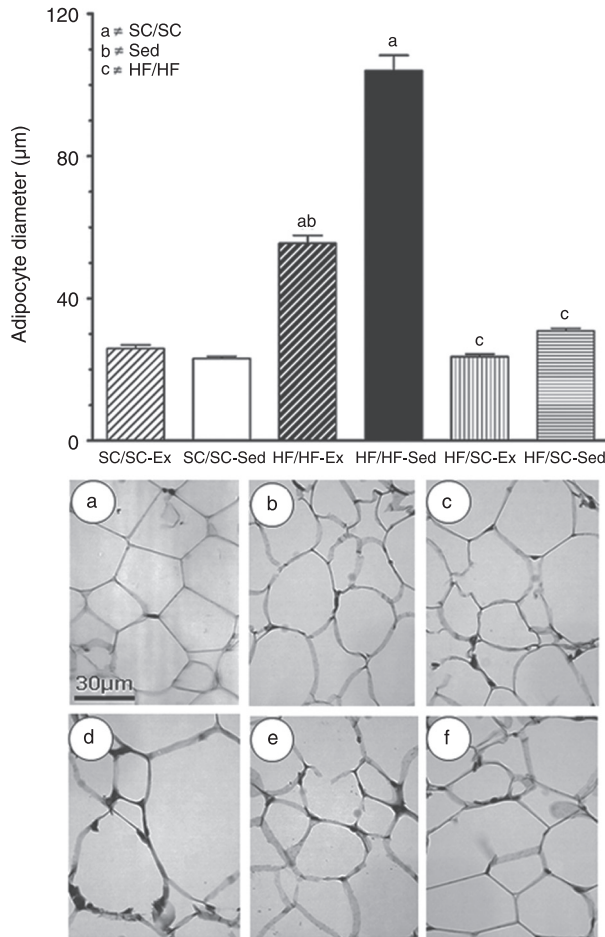 120
a ≠ SC/SC
b ≠ Sed
c ≠ HF/HF
a
80
ab
40
c
c
0
Adipocyte diameter (µm)
SC/SC-Ex SC/SC-Sed HF/HF-Ex HF/HF-Sed HF/SC-Ex HF/SC-Sed
a b c
30µm
d e f